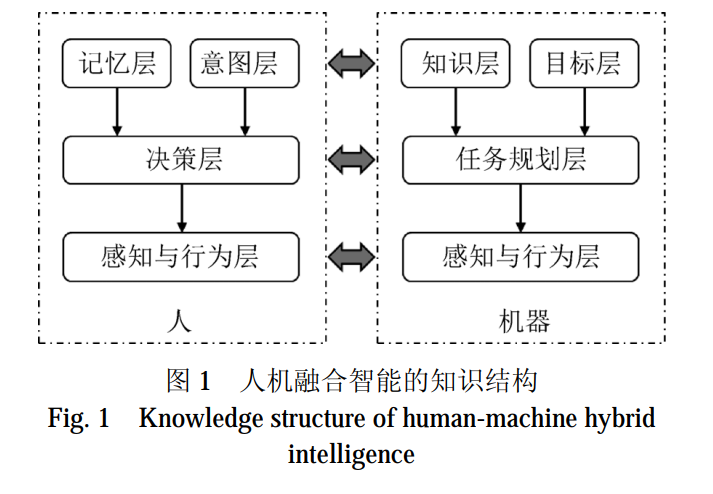 记忆层 意图层 知识层 目标层
决策层 任务规划层
感知与行为层 感知与行为层
人 机器
图 1 人机融合智能的知识结构
Fig. 1 Knowledge structure of human-machine hybrid
intelligence